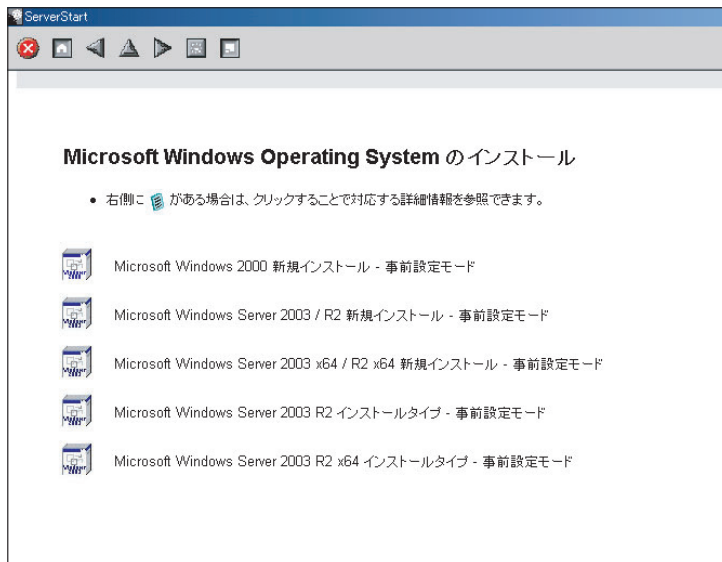 ServerStart
Microsoft Windows Operating System のインストール
• 右側に がある場合は、クリックすることで対応する詳細情報を参照できます。
Microsoft Windows 2000 新規インストール - 事前設定モード
Microsoft Windows Server 2003 / R2 新規インストール - 事前設定モード
Microsoft Windows Server 2003 x64 / R2 x64 新規インストール - 事前設定モード
Microsoft Windows Server 2003 R2 インストールタイプ - 事前設定モード
Microsoft Windows Server 2003 R2 x64 インストールタイプ - 事前設定モード